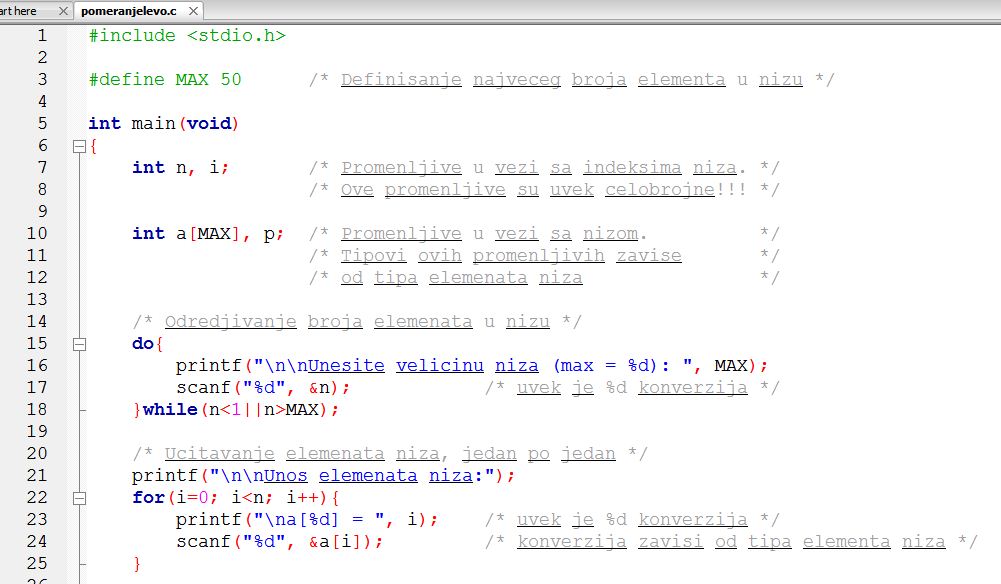 art here pomeranjelevo.c
1 #include <stdio.h>
2
3 #define MAX 50 /* Definisanje najveceg broja elementa u nizu */
4
5 int main(void)
6 {
7 int n, i; /* Promenljive u vezi sa indeksima niza. */
8 /* Ove promenljive su uvek celobrojne!!! */
9
10 int a[MAX], p; /* Promenljive u vezi sa nizom. */
11 /* Tipovi ovih promenljivih zavise */
12 /* od tipa elemenata niza */
13
14 /* Odredjivanje broja elemenata u nizu */
15 do{
16 printf("\n\nUnesite velicinu niza (max = %d): ", MAX);
17 scanf("%d", &n); /* uvek je %d konverzija */
18 }while(n<1||n>MAX);
19
20 /* Ucitavanje elemenata niza, jedan po jedan */
21 printf("\n\nUnos elemenata niza:");
22 for(i=0; i<n; i++){
23 printf("\na[%d] = ", i); /* uvek je %d konverzija */
24 scanf("%d", &a[i]); /* konverzija zavisi od tipa elementa niza */
25 }